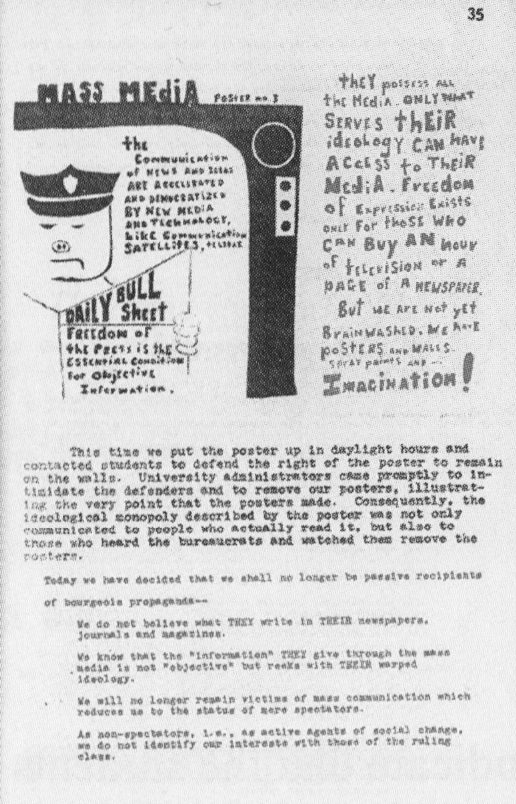 35
MASS MEdiA POSTER no. 3
the
Communication
of NEWS AND IDEAS
ARE ACCELERATED
AND DEMOCRATIZED
BY NEW MEDIA
AND TECHNOLOGY,
LIKE COMMUNICATION
SATELLITES,
DAILY BULL
Sheet
FREEDOM OF
the PRESS is thE
ESSENTIAL CONDITION
FOR OBJECTIVE
INFORMATION.
thEY possess ALL
the MEdiA. ONLY WHAT
SERVES thEIR
ideology CAN HAVE
ACCESS to ThEiR
MEdiA. FREEdom
of Expression Exists
ONLY FOR thoSE WHO
CAN BUY AN HOUR
of tELEVISION OR A
PAGE of A NEWSPAPER.
But WE ARE NOT yEt
BRAINWASHED. WE HAVE
poSTERS AND WALLS.
SPRAY paints AND ...
IMAGINATION!
This time we put the poster up in daylight hours and
contacted students to defend the right of the poster to remain
on the walls. University administrators came promptly to in-
timidate the defenders and to remove our posters, illustrat-
ing the very point that the posters made. Consequently, the
ideological monopoly described by the poster was not only
communicated to people who actually read it, but also to
those who heard the bureaucrats and watched them remove the
posters.
Today we have decided that we shall no longer be passive recipients
of bourgeois propaganda--
We do not believe what THEY write in THEIR newspapers,
journals and magazines.
We know that the "information" THEY give through the mass
media is not "objective" but reeks with THEIR warped
ideology.
We will no longer remain victims of mass communication which
reduces us to the status of mere spectators.
As non-spectators, i.e., as active agents of social change,
we do not identify our interests with those of the ruling
class.